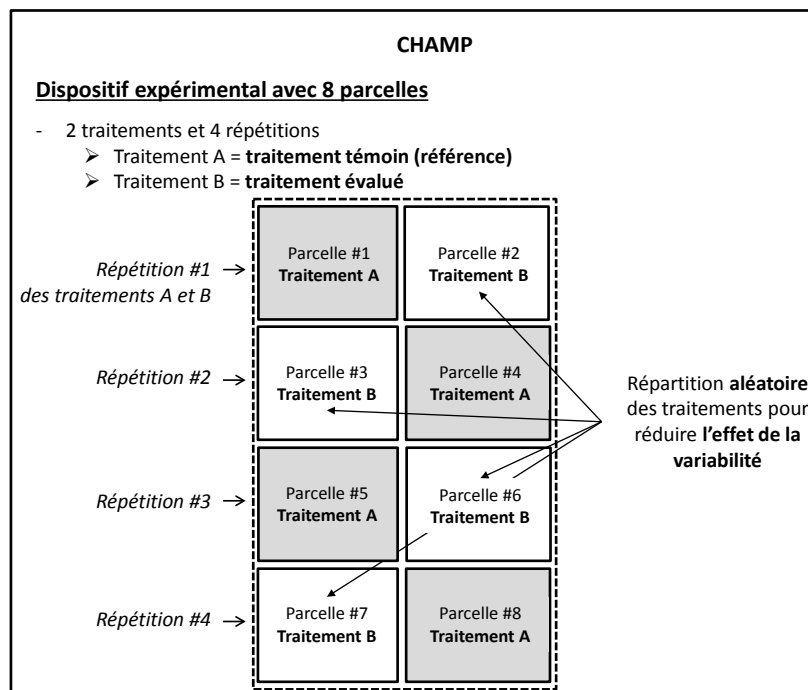 CHAMP
Dispositif expérimental avec 8 parcelles
- 2 traitements et 4 répétitions
➢ Traitement A = traitement témoin (référence)
➢ Traitement B = traitement évalué
Répétition #1
des traitements A et B
Parcelle #1
Traitement A
Parcelle #2
Traitement B
Répétition #2
Parcelle #3
Traitement B
Parcelle #4
Traitement A
Répartition aléatoire
des traitements pour
réduire l'effet de la
variabilité
Répétition #3
Parcelle #5
Traitement A
Parcelle #6
Traitement B
Répétition #4
Parcelle #7
Traitement B
Parcelle #8
Traitement A